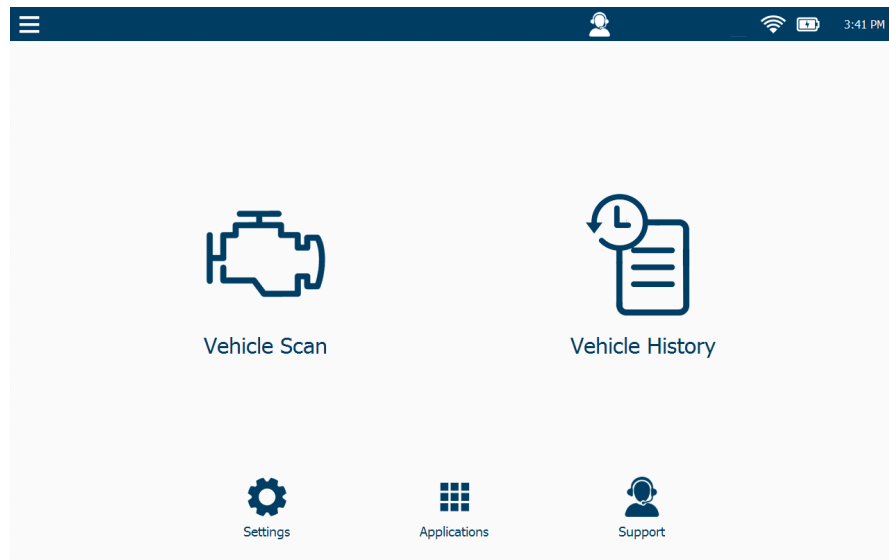 3:41 PM
Vehicle Scan
Vehicle History
Settings
Applications
Support